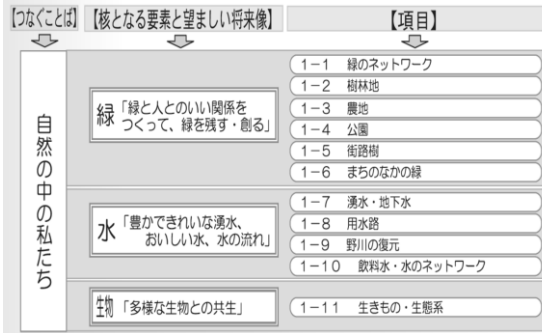 【つなくことば】
【核となる要素と望ましい将来像】
【項目】
自然の中の私たち
緑「緑と人とのいい関係を
つくって、緑を残す・創る」
1－1 緑のネットワーク
1－2 樹林地
1－3 農地
1－4 公園
1－5 街路樹
1－6 まちのなかの緑
水「豊かできれいな湧水、
おいしい水、水の流れ」
1－7 湧水・地下水
1－8 用水路
1－9 野川の復元
1－10 飲料水・水のネットワーク
生物「多様な生物との共生」
1－11 生きもの・生態系